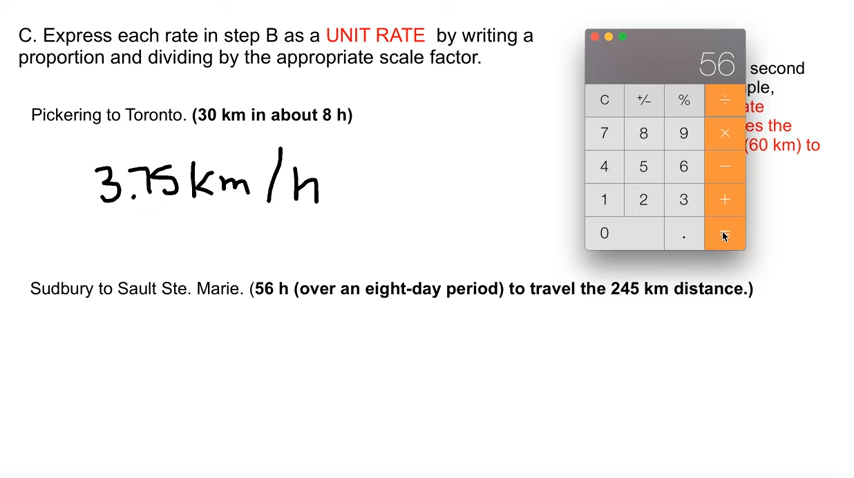 C. Express each rate in step B as a UNIT RATE by writing a
proportion and dividing by the appropriate scale factor.
56
second
ple,
ate
es the
(60 km) to
C +/− % ÷
7 8 9 ×
4 5 6 −
1 2 3 +
0 . =
Pickering to Toronto. (30 km in about 8 h)
3.75 km/h
Sudbury to Sault Ste. Marie. (56 h (over an eight-day period) to travel the 245 km distance.)